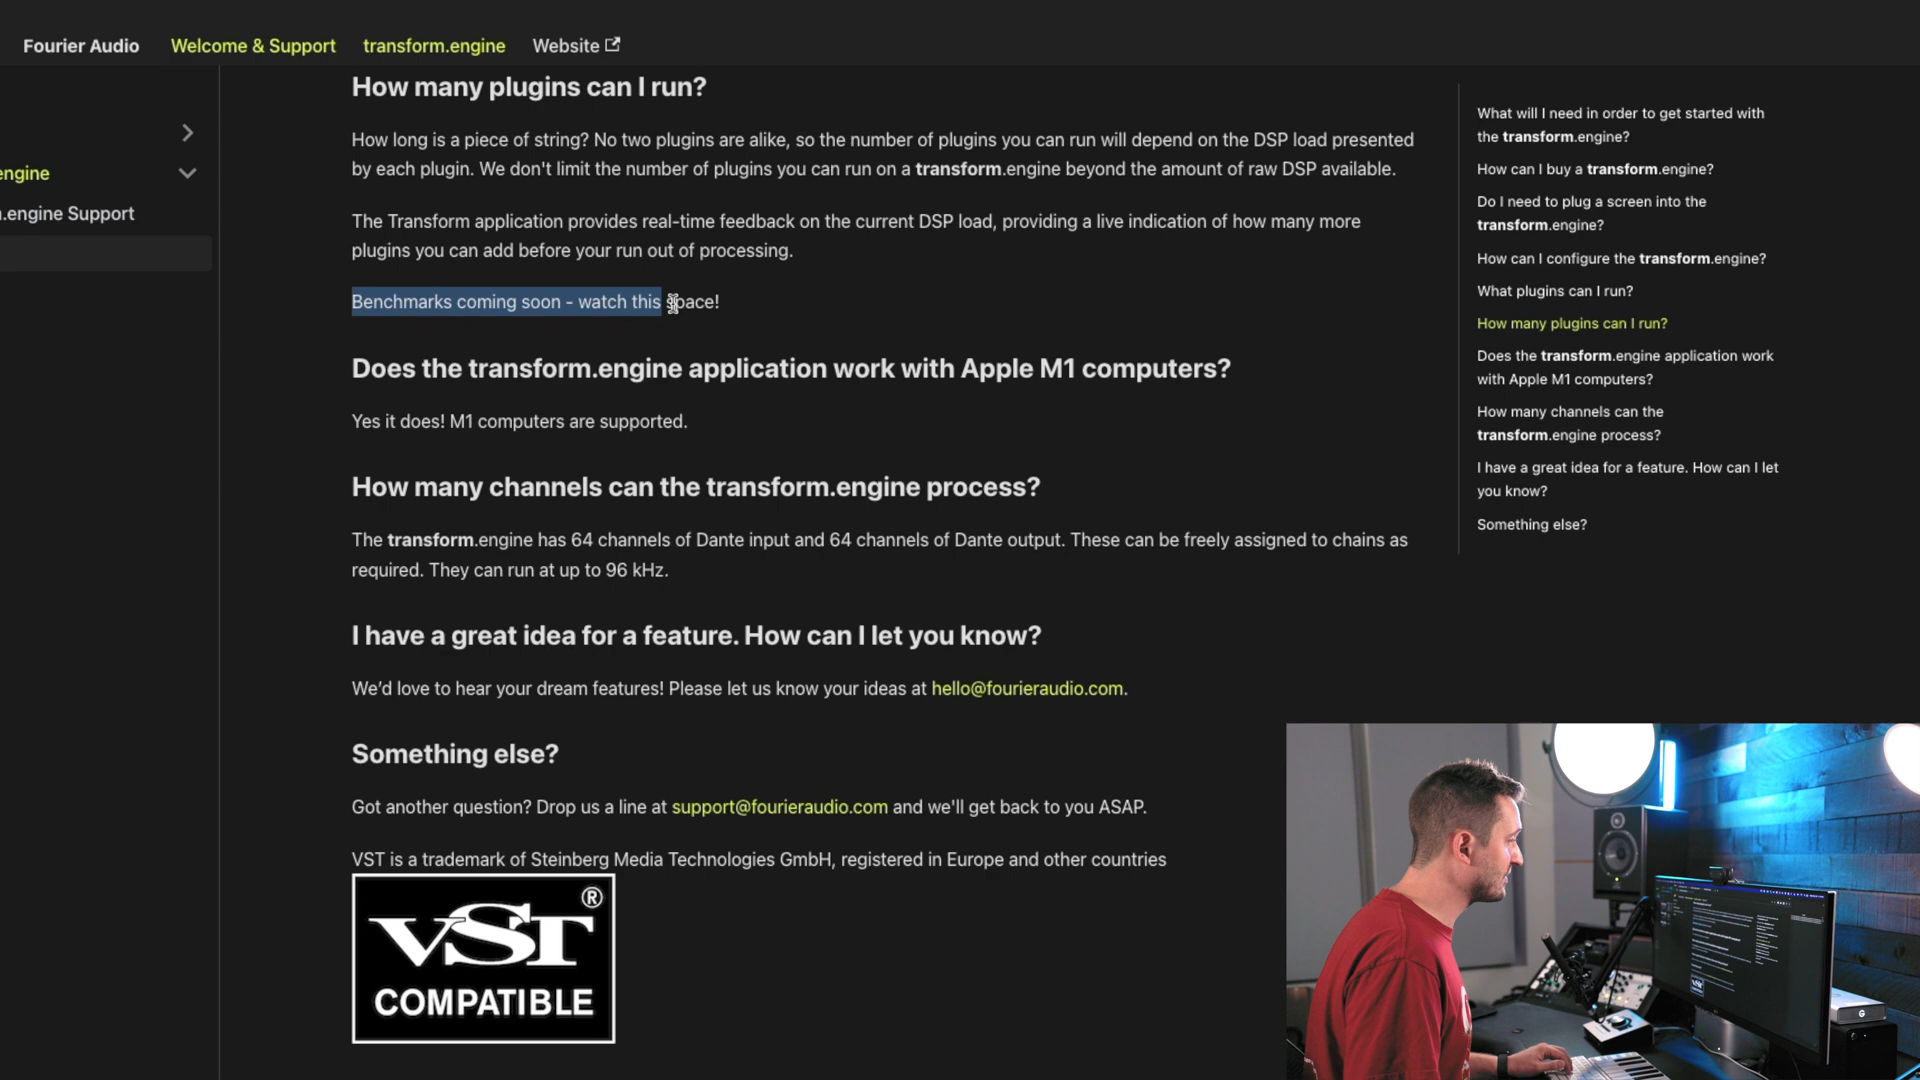 Fourier Audio
Welcome & Support
transform.engine
Website
engine
.engine Support
How many plugins can I run?
How long is a piece of string? No two plugins are alike, so the number of plugins you can run will depend on the DSP load presented
by each plugin. We don't limit the number of plugins you can run on a transform.engine beyond the amount of raw DSP available.
The Transform application provides real-time feedback on the current DSP load, providing a live indication of how many more
plugins you can add before your run out of processing.
Benchmarks coming soon - watch this space!
Does the transform.engine application work with Apple M1 computers?
Yes it does! M1 computers are supported.
How many channels can the transform.engine process?
The transform.engine has 64 channels of Dante input and 64 channels of Dante output. These can be freely assigned to chains as
required. They can run at up to 96 kHz.
I have a great idea for a feature. How can I let you know?
We’d love to hear your dream features! Please let us know your ideas at hello@fourieraudio.com.
Something else?
Got another question? Drop us a line at support@fourieraudio.com and we'll get back to you ASAP.
VST is a trademark of Steinberg Media Technologies GmbH, registered in Europe and other countries
VST®
COMPATIBLE
What will I need in order to get started with
the transform.engine?
How can I buy a transform.engine?
Do I need to plug a screen into the
transform.engine?
How can I configure the transform.engine?
What plugins can I run?
How many plugins can I run?
Does the transform.engine application work
with Apple M1 computers?
How many channels can the
transform.engine process?
I have a great idea for a feature. How can I let
you know?
Something else?
G